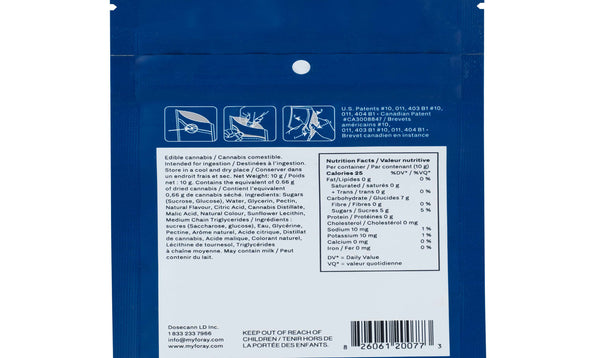 U.S. Patents #10, 011, 403 B1 #10,
011, 404 B1 - Canadian Patent
#CA3008847 / Brevets
américains #10,
011, 403 B1 #10, 011, 404 B1 -
Brevet canadien en instance
Edible cannabis / Cannabis comestible.
Intended for ingestion / Destinées à l'ingestion.
Store in a cool and dry place / Conserver dans
un endroit frais et sec. Net Weight: 10 g / Poids
net : 10 g. Contains the equivalent of 0.66 g
of dried cannabis / Contient l'equivalent
0,66 g de cannabis séché. Ingredients: Sugars
(Sucrose, Glucose), Water, Glycerin, Pectin,
Natural Flavour, Citric Acid, Cannabis Distillate,
Malic Acid, Natural Colour, Sunflower Lecithin,
Medium Chain Triglycerides / Ingrédients :
sucres (Saccharose, glucose), Eau, Glycérine,
Pectine, Arôme naturel, Acide citrique, Distillat
de cannabis, Acide malique, Colorant naturel,
Lécithine de tournesol, Triglycérides
à chaîne moyenne. May contain milk / Peut
contenir du lait.
Nutrition Facts / Valeur nutritive
Per container / Par contenant (10 g)
Calories 25 %DV* / %VQ*
Fat/Lipides 0 g 0 %
Saturated / saturés 0 g
+ Trans / trans 0 g 0 %
Carbohydrate / Glucides 7 g
Fibre / Fibres 0 g 0 %
Sugars / Sucres 5 g 5 %
Protein / Protéines 0 g
Cholesterol / Cholestérol 0 mg
Sodium 10 mg 1 %
Potassium 10 mg 1 %
Calcium 0 mg 0 %
Iron / Fer 0 mg 0 %
DV* = Daily Value
VQ* = valeur quotidienne
Dosecann LD Inc.
1 833 233 7966
info@myforay.com
www.myforay.com
KEEP OUT OF REACH OF
CHILDREN / TENIR HORS DE
LA PORTÉE DES ENFANTS.
8 26061 20077 3